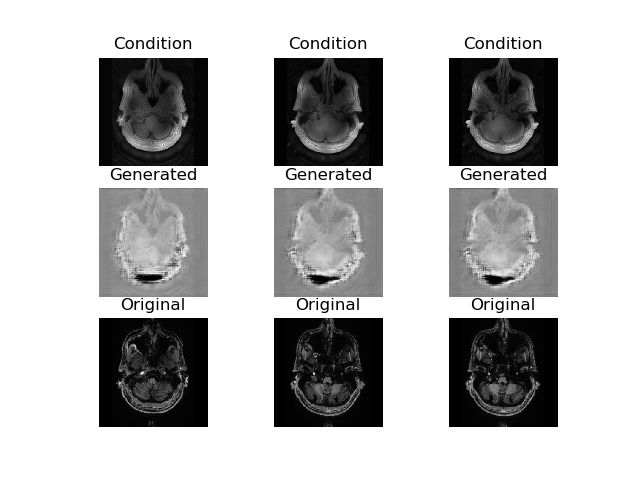 Condition Condition Condition
Generated Generated Generated
Original Original Original